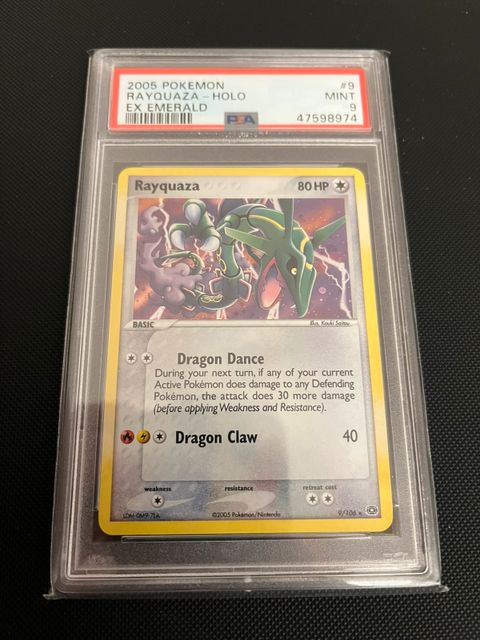 2005 POKEMON #9
RAYQUAZA - HOLO MINT
EX EMERALD 9
PSA 47598974
Rayquaza 80 HP
BASIC Illus. Kouki Saitou
Dragon Dance
During your next turn, if any of your current
Active Pokémon does damage to any Defending
Pokémon, the attack does 30 more damage
(before applying Weakness and Resistance).
Dragon Claw 40
weakness resistance retreat cost
LDM-0M9-7EA ©2005 Pokémon/Nintendo 9/106